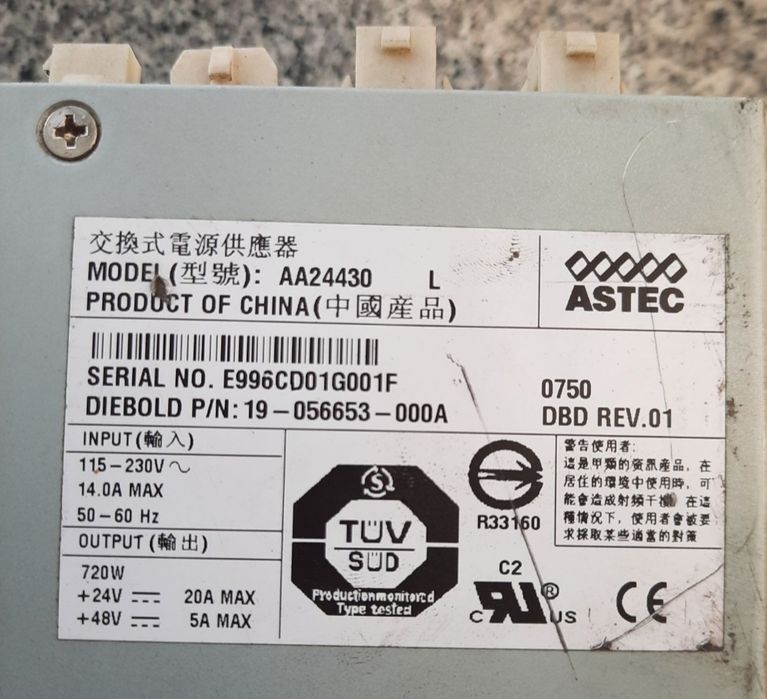 交換式電源供應器
MODEL(型號): AA24430 L
PRODUCT OF CHINA(中國産品)
ASTEC
SERIAL NO. E996CD01G001F
DIEBOLD P/N: 19-056653-000A
0750
DBD REV.01
INPUT(輸入)
115-230V～
14.0A MAX
50-60 Hz
OUTPUT(輸出)
720W
+24V ⎓ 20A MAX
+48V ⎓ 5A MAX
S
TÜV
SÜD
Productionmonitored
Type tested
R33160
C2
c RU ® US
警告使用者:
這是甲類的資訊產品, 在
居住的環境中使用時, 可
能會造成射頻干擾, 在這
種情況下, 使用者會被要
求採取某些適當的對策
CE